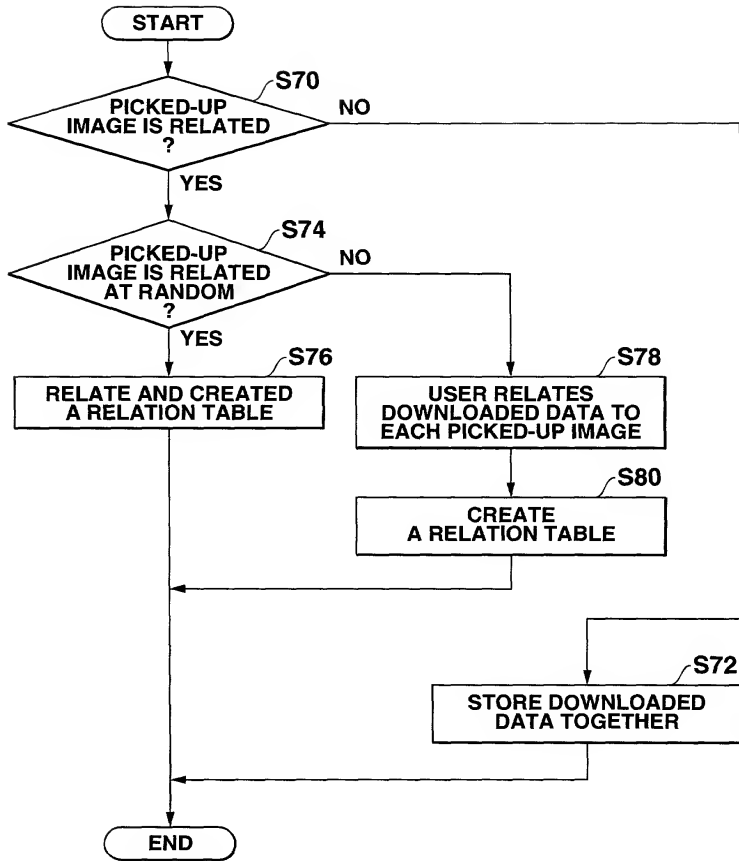 START
S70
PICKED-UP
IMAGE IS RELATED
?
NO
YES
S74
PICKED-UP
IMAGE IS RELATED
AT RANDOM
?
NO
YES
S76
RELATE AND CREATED
A RELATION TABLE
S78
USER RELATES
DOWNLOADED DATA TO
EACH PICKED-UP IMAGE
S80
CREATE
A RELATION TABLE
S72
STORE DOWNLOADED
DATA TOGETHER
END